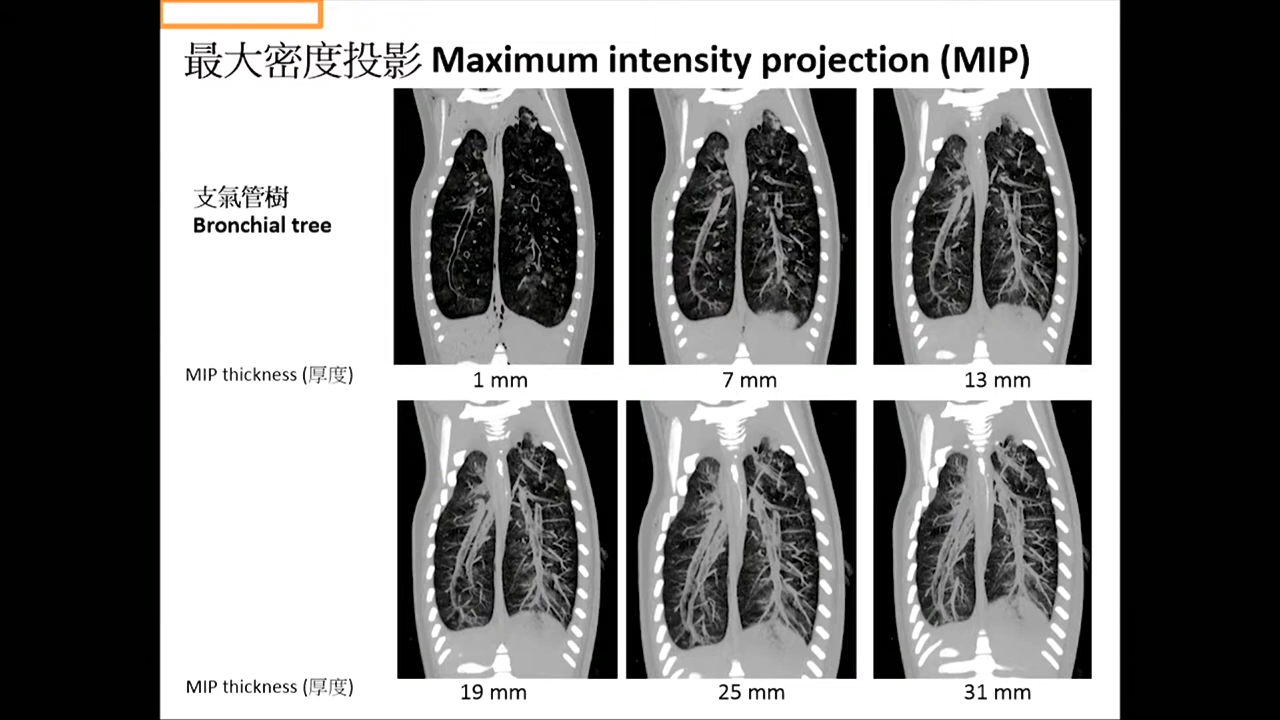 最大密度投影 Maximum intensity projection (MIP)
支氣管樹
Bronchial tree
MIP thickness (厚度)
1 mm
7 mm
13 mm
MIP thickness (厚度)
19 mm
25 mm
31 mm